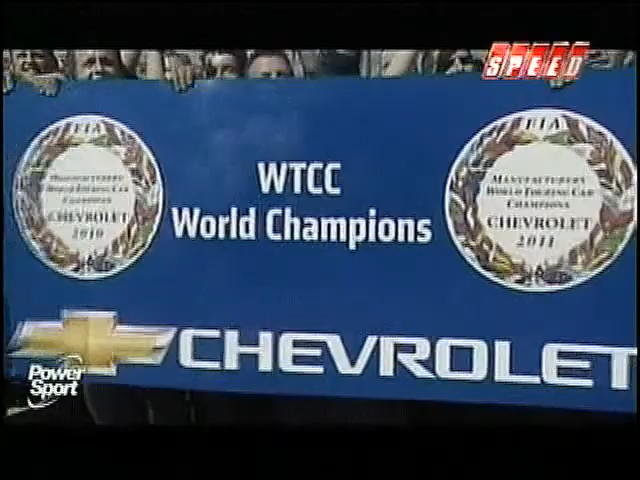 SPEED
FIA
MANUFACTURERS
WORLD TOURING CAR
CHAMPIONS
CHEVROLET
2010
WTCC
World Champions
FIA
MANUFACTURERS
WORLD TOURING CAR
CHAMPIONS
CHEVROLET
2011
CHEVROLET
Power
Sport